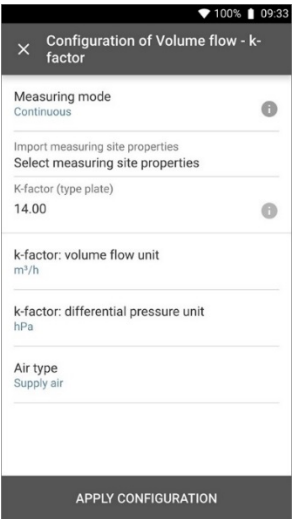 100% 09:33
Configuration of Volume flow - k-
factor
Measuring mode
Continuous
Import measuring site properties
Select measuring site properties
K-factor (type plate)
14.00
k-factor: volume flow unit
m³/h
k-factor: differential pressure unit
hPa
Air type
Supply air
APPLY CONFIGURATION